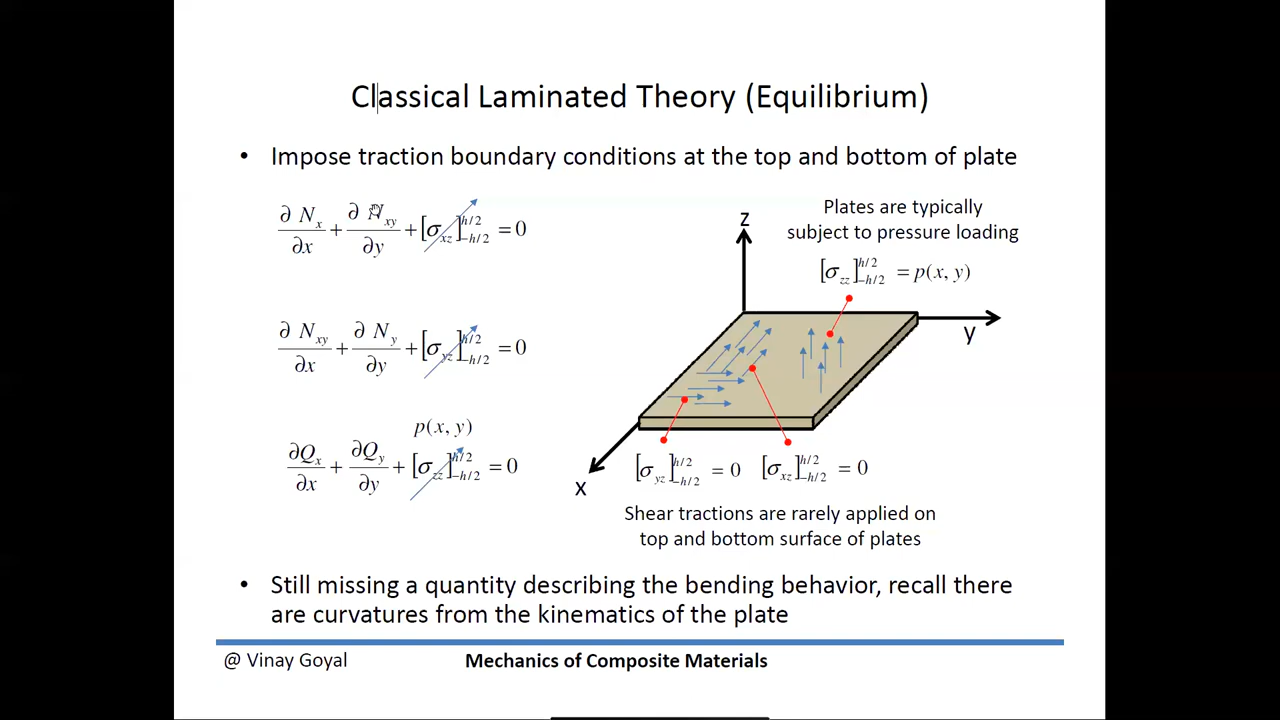 Classical Laminated Theory (Equilibrium)
• Impose traction boundary conditions at the top and bottom of plate
∂ N_x / ∂x + ∂ N_xy / ∂y + [σ_xz]_{-h/2}^{h/2} = 0
∂ N_xy / ∂x + ∂ N_y / ∂y + [σ_yz]_{-h/2}^{h/2} = 0
p(x, y)
∂Q_x / ∂x + ∂Q_y / ∂y + [σ_zz]_{-h/2}^{h/2} = 0
Plates are typically
subject to pressure loading
[σ_zz]_{-h/2}^{h/2} = p(x, y)
z
y
x
[σ_yz]_{-h/2}^{h/2} = 0 [σ_xz]_{-h/2}^{h/2} = 0
Shear tractions are rarely applied on
top and bottom surface of plates
• Still missing a quantity describing the bending behavior, recall there
are curvatures from the kinematics of the plate
@ Vinay Goyal
Mechanics of Composite Materials